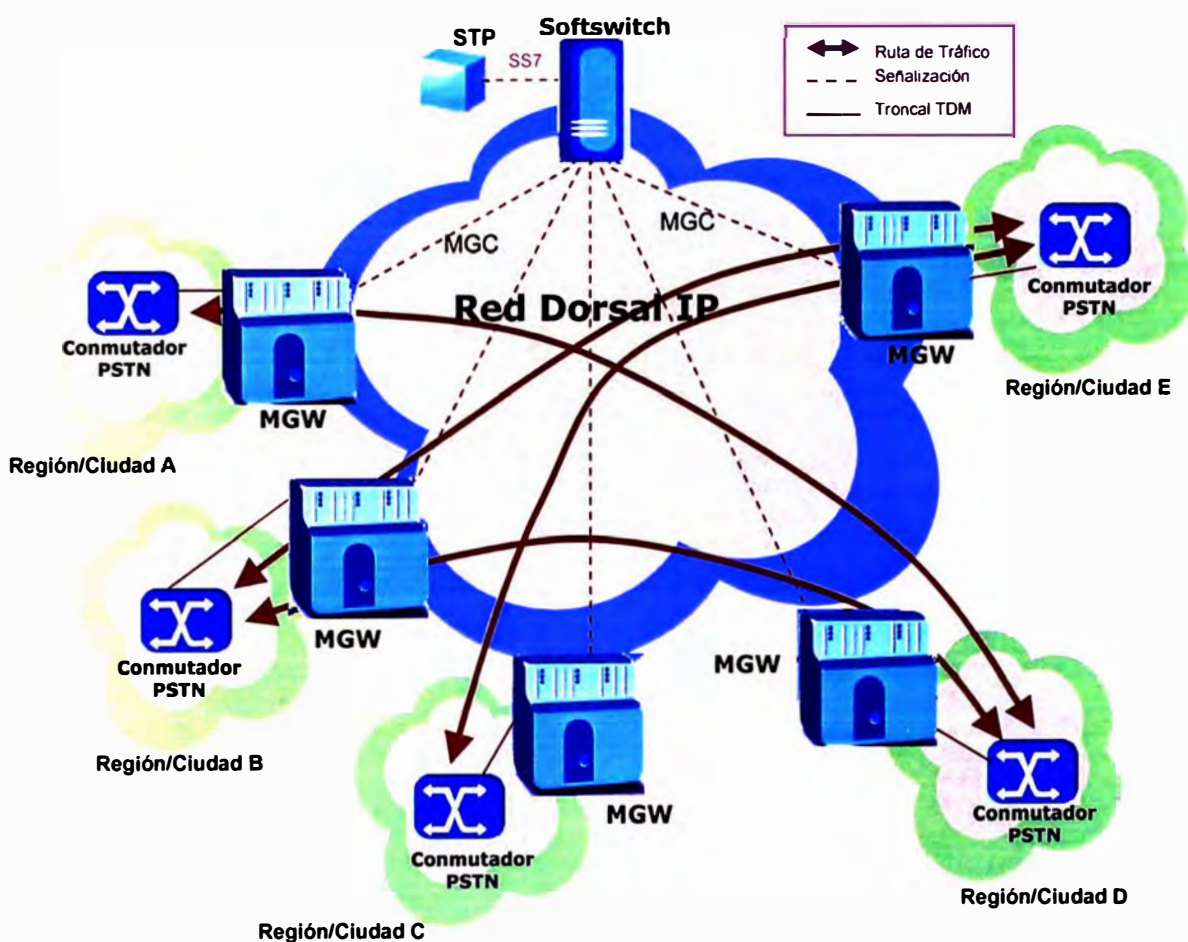 Softswitch
STP
SS7
Ruta de Tráfico
Señalización
Troncal TDM
MGC
MGC
Red Dorsal IP
Conmutador
PSTN
MGW
Región/Ciudad A
Conmutador
PSTN
MGW
Región/Ciudad E
Conmutador
PSTN
MGW
Región/Ciudad B
MGW
Conmutador
PSTN
Región/Ciudad D
Conmutador
PSTN
MGW
Región/Ciudad C